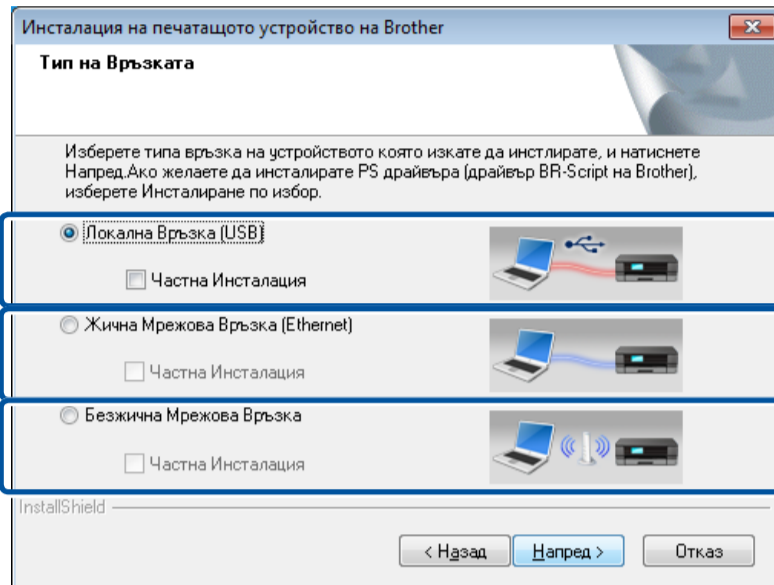 Инсталация на печатащото устройство на Brother
Тип на Връзката
Изберете типа връзка на устройството която изкате да инстлирате, и натиснете
Напред.Ако желаете да инсталирате PS драйвъра (драйвър BR-Script на Brother),
изберете Инсталиране по избор.
Локална Връзка (USB)
Частна Инсталация
Жична Мрежова Връзка (Ethernet)
Частна Инсталация
Безжична Мрежова Връзка
Частна Инсталация
InstallShield
< Назад Напред > Отказ